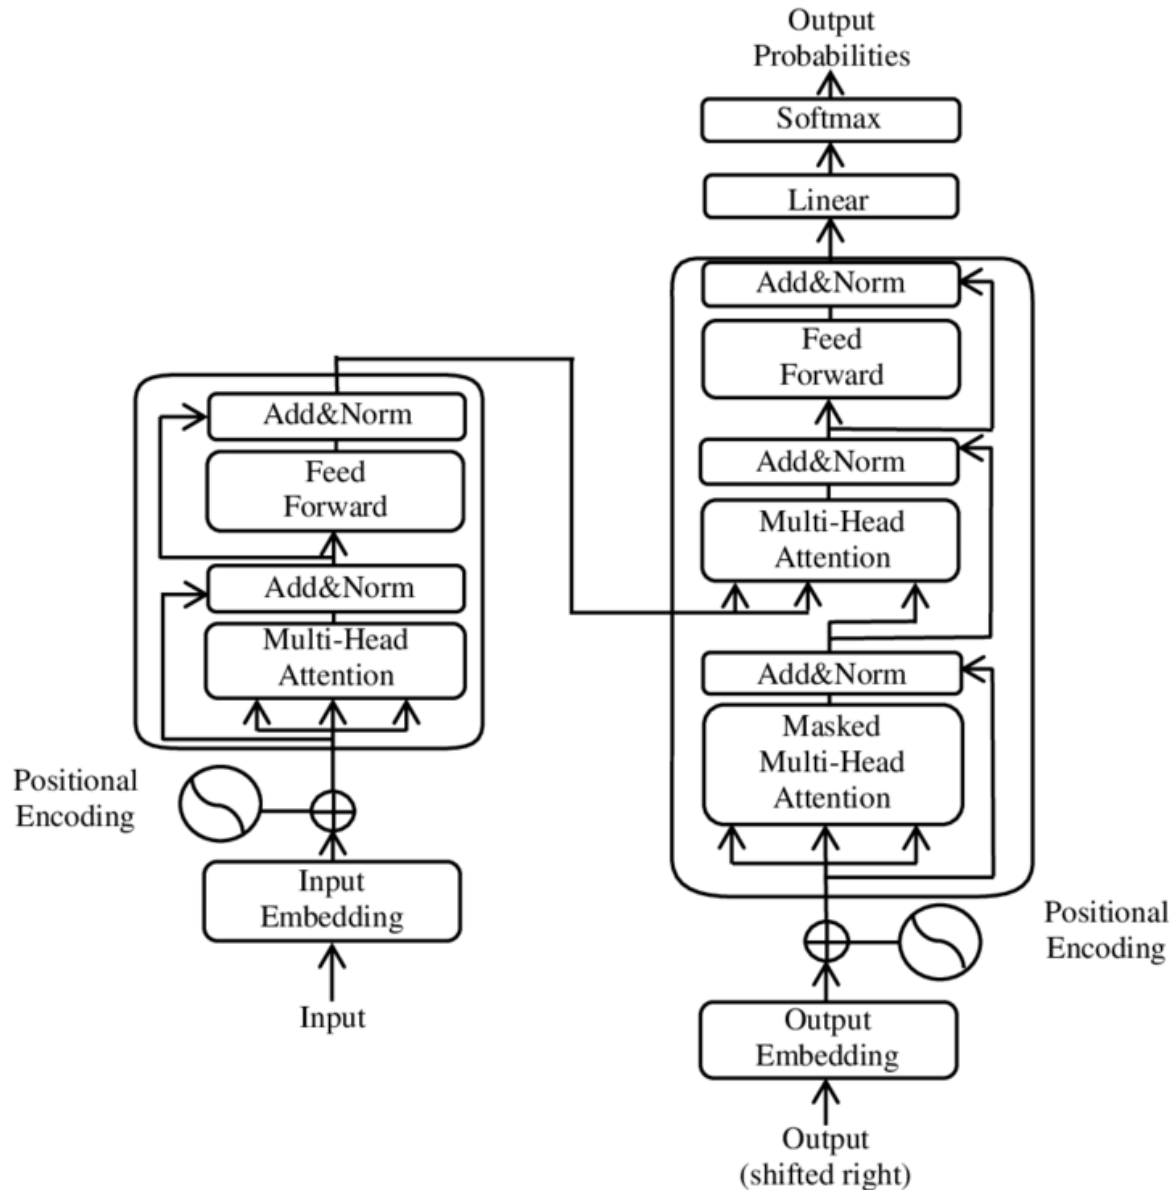 Output
Probabilities
Softmax
Linear
Add&Norm
Feed
Forward
Add&Norm
Multi-Head
Attention
Add&Norm
Masked
Multi-Head
Attention
Positional
Encoding
Output
Embedding
Output
(shifted right)
Add&Norm
Feed
Forward
Add&Norm
Multi-Head
Attention
Positional
Encoding
Input
Embedding
Input